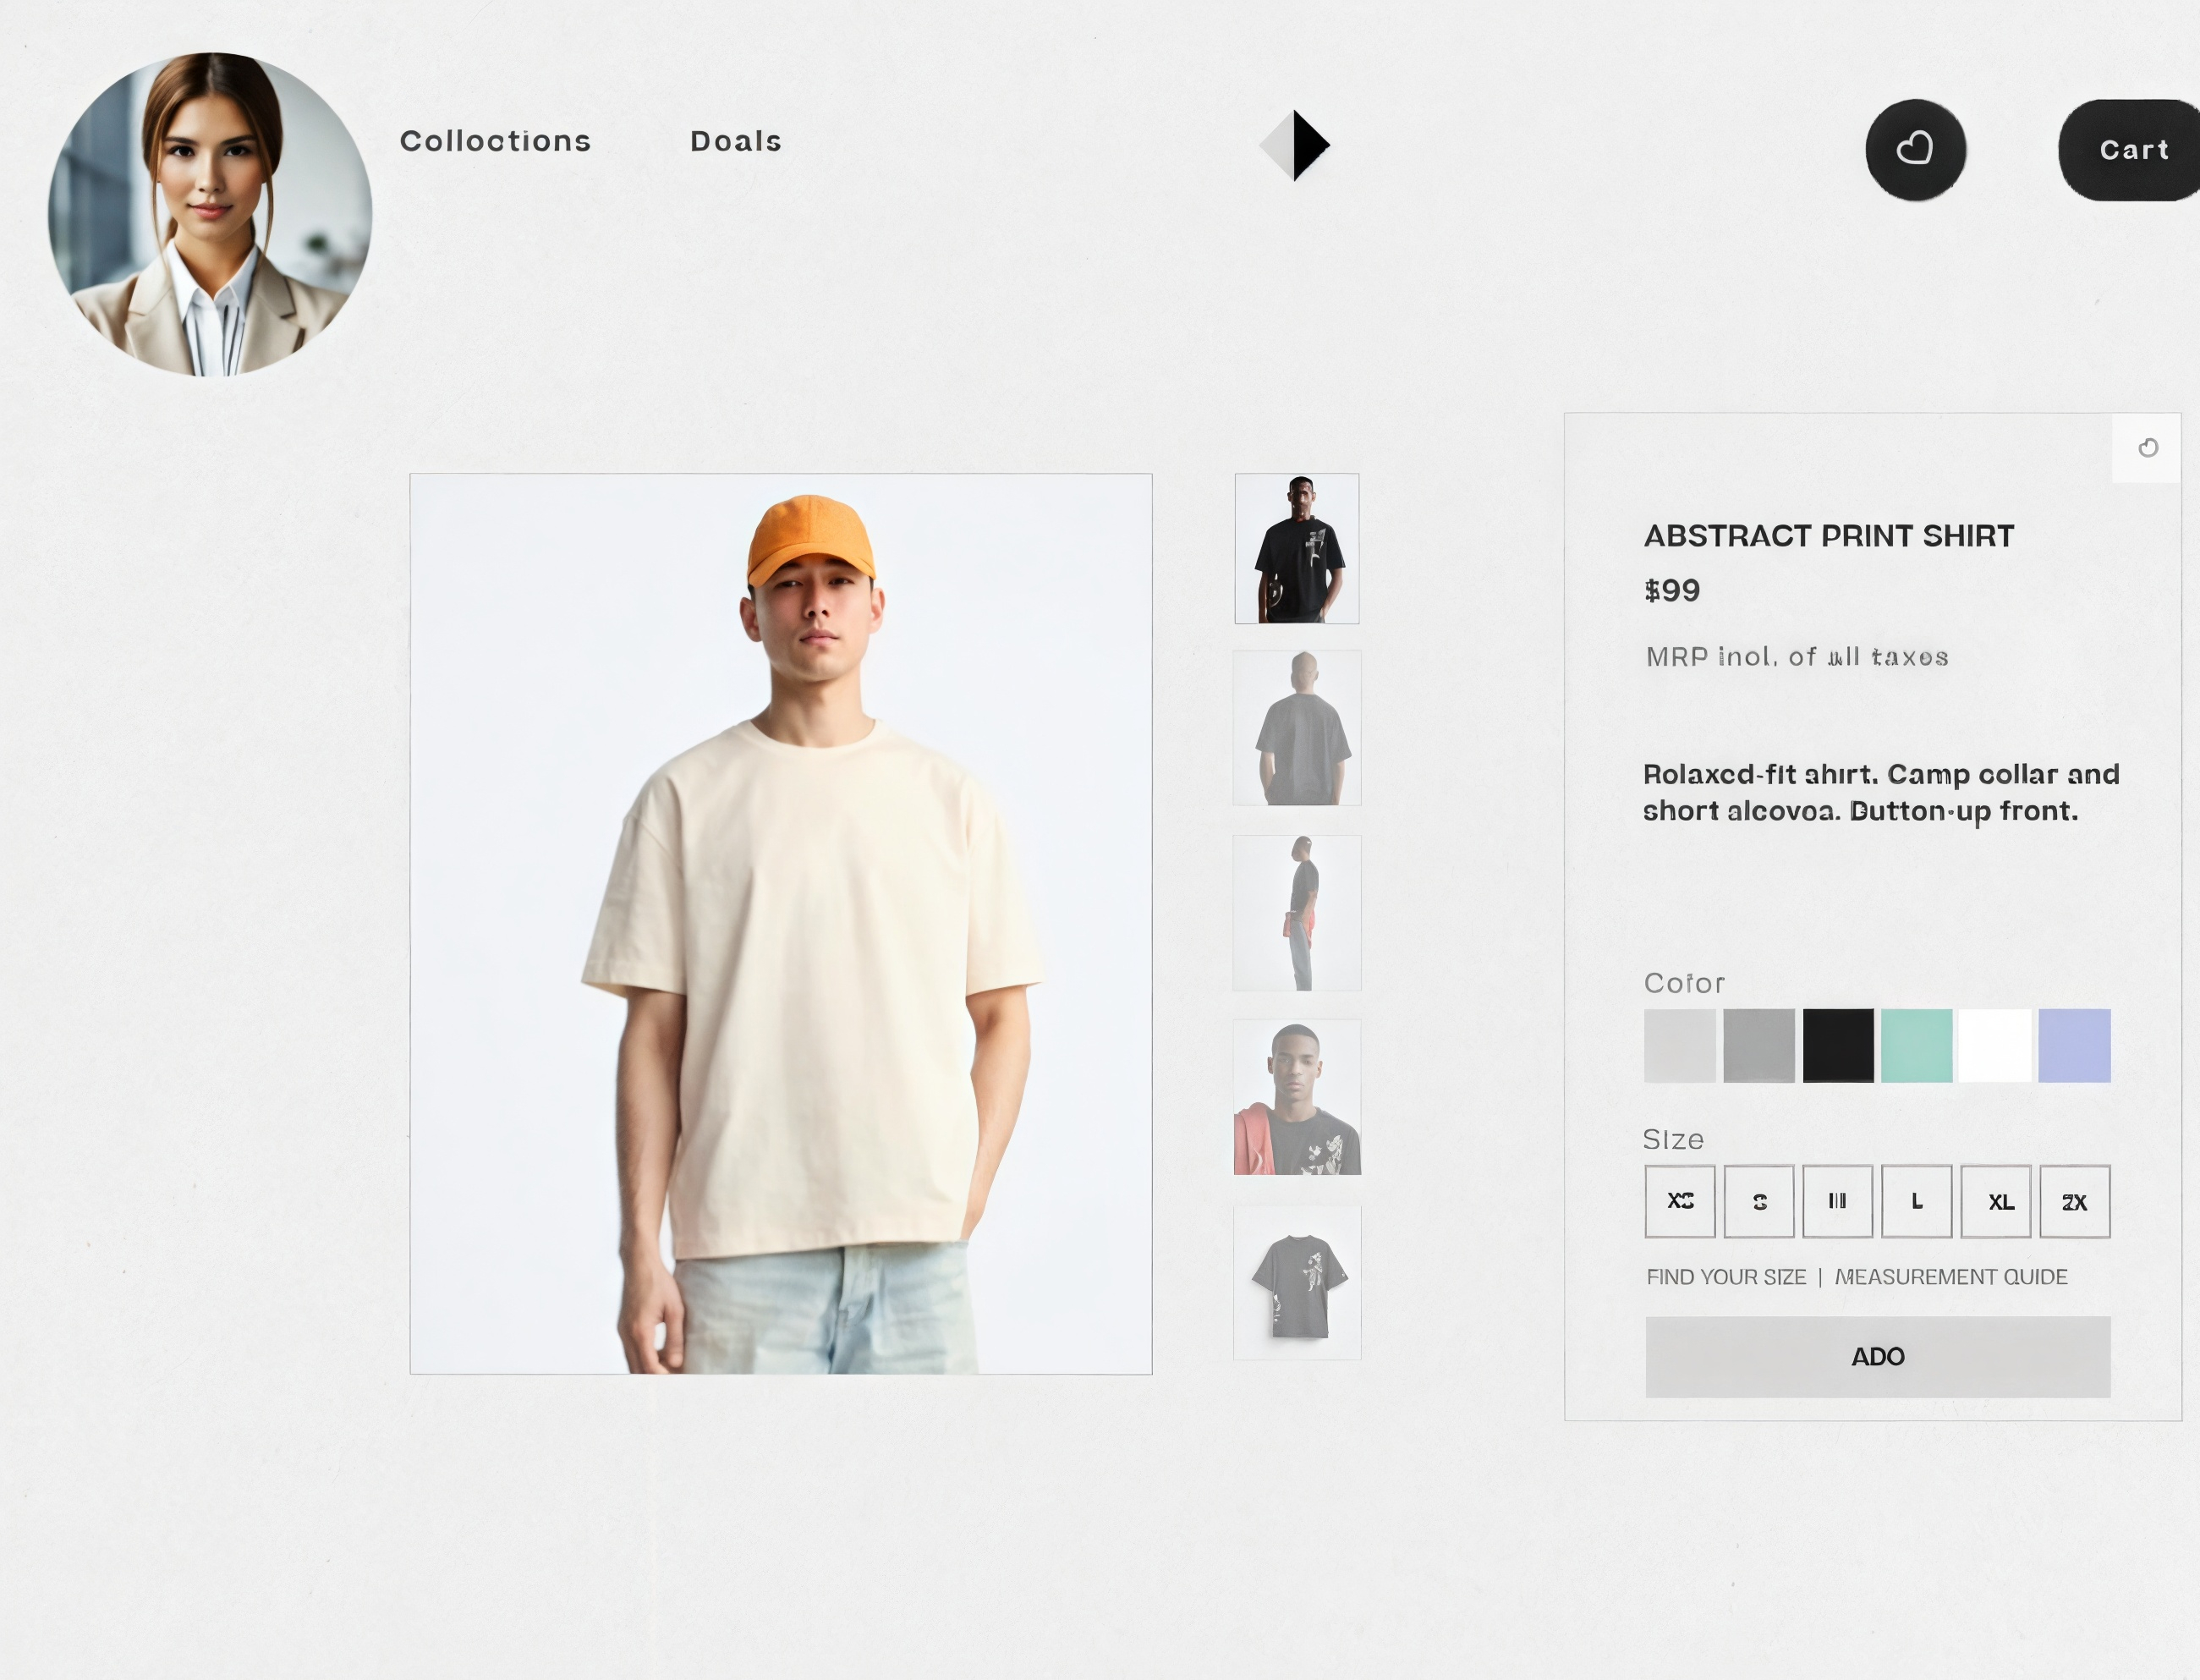 Colloctions
Doals
Cart
ABSTRACT PRINT SHIRT
$99
MRP inol. of all taxes
Rolaxcd-fit ahirt. Camp collar and
short alcovoa. Dutton-up front.
Color
SIze
XS
S
L
XL
2X
FIND YOUR SIZE | MEASUREMENT QUIDE
ADO